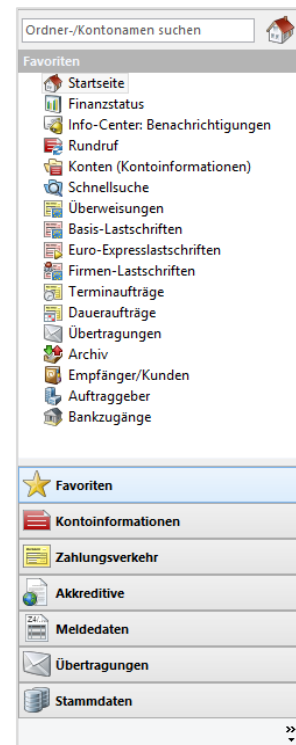 Ordner-/Kontonamen suchen
Favoriten
Startseite
Finanzstatus
Info-Center: Benachrichtigungen
Rundruf
Konten (Kontoinformationen)
Schnellsuche
Überweisungen
Basis-Lastschriften
Euro-Expresslastschriften
Firmen-Lastschriften
Terminaufträge
Daueraufträge
Übertragungen
Archiv
Empfänger/Kunden
Auftraggeber
Bankzugänge
Favoriten
Kontoinformationen
Zahlungsverkehr
Akkreditive
Z4/...
Meldedaten
Übertragungen
Stammdaten
»